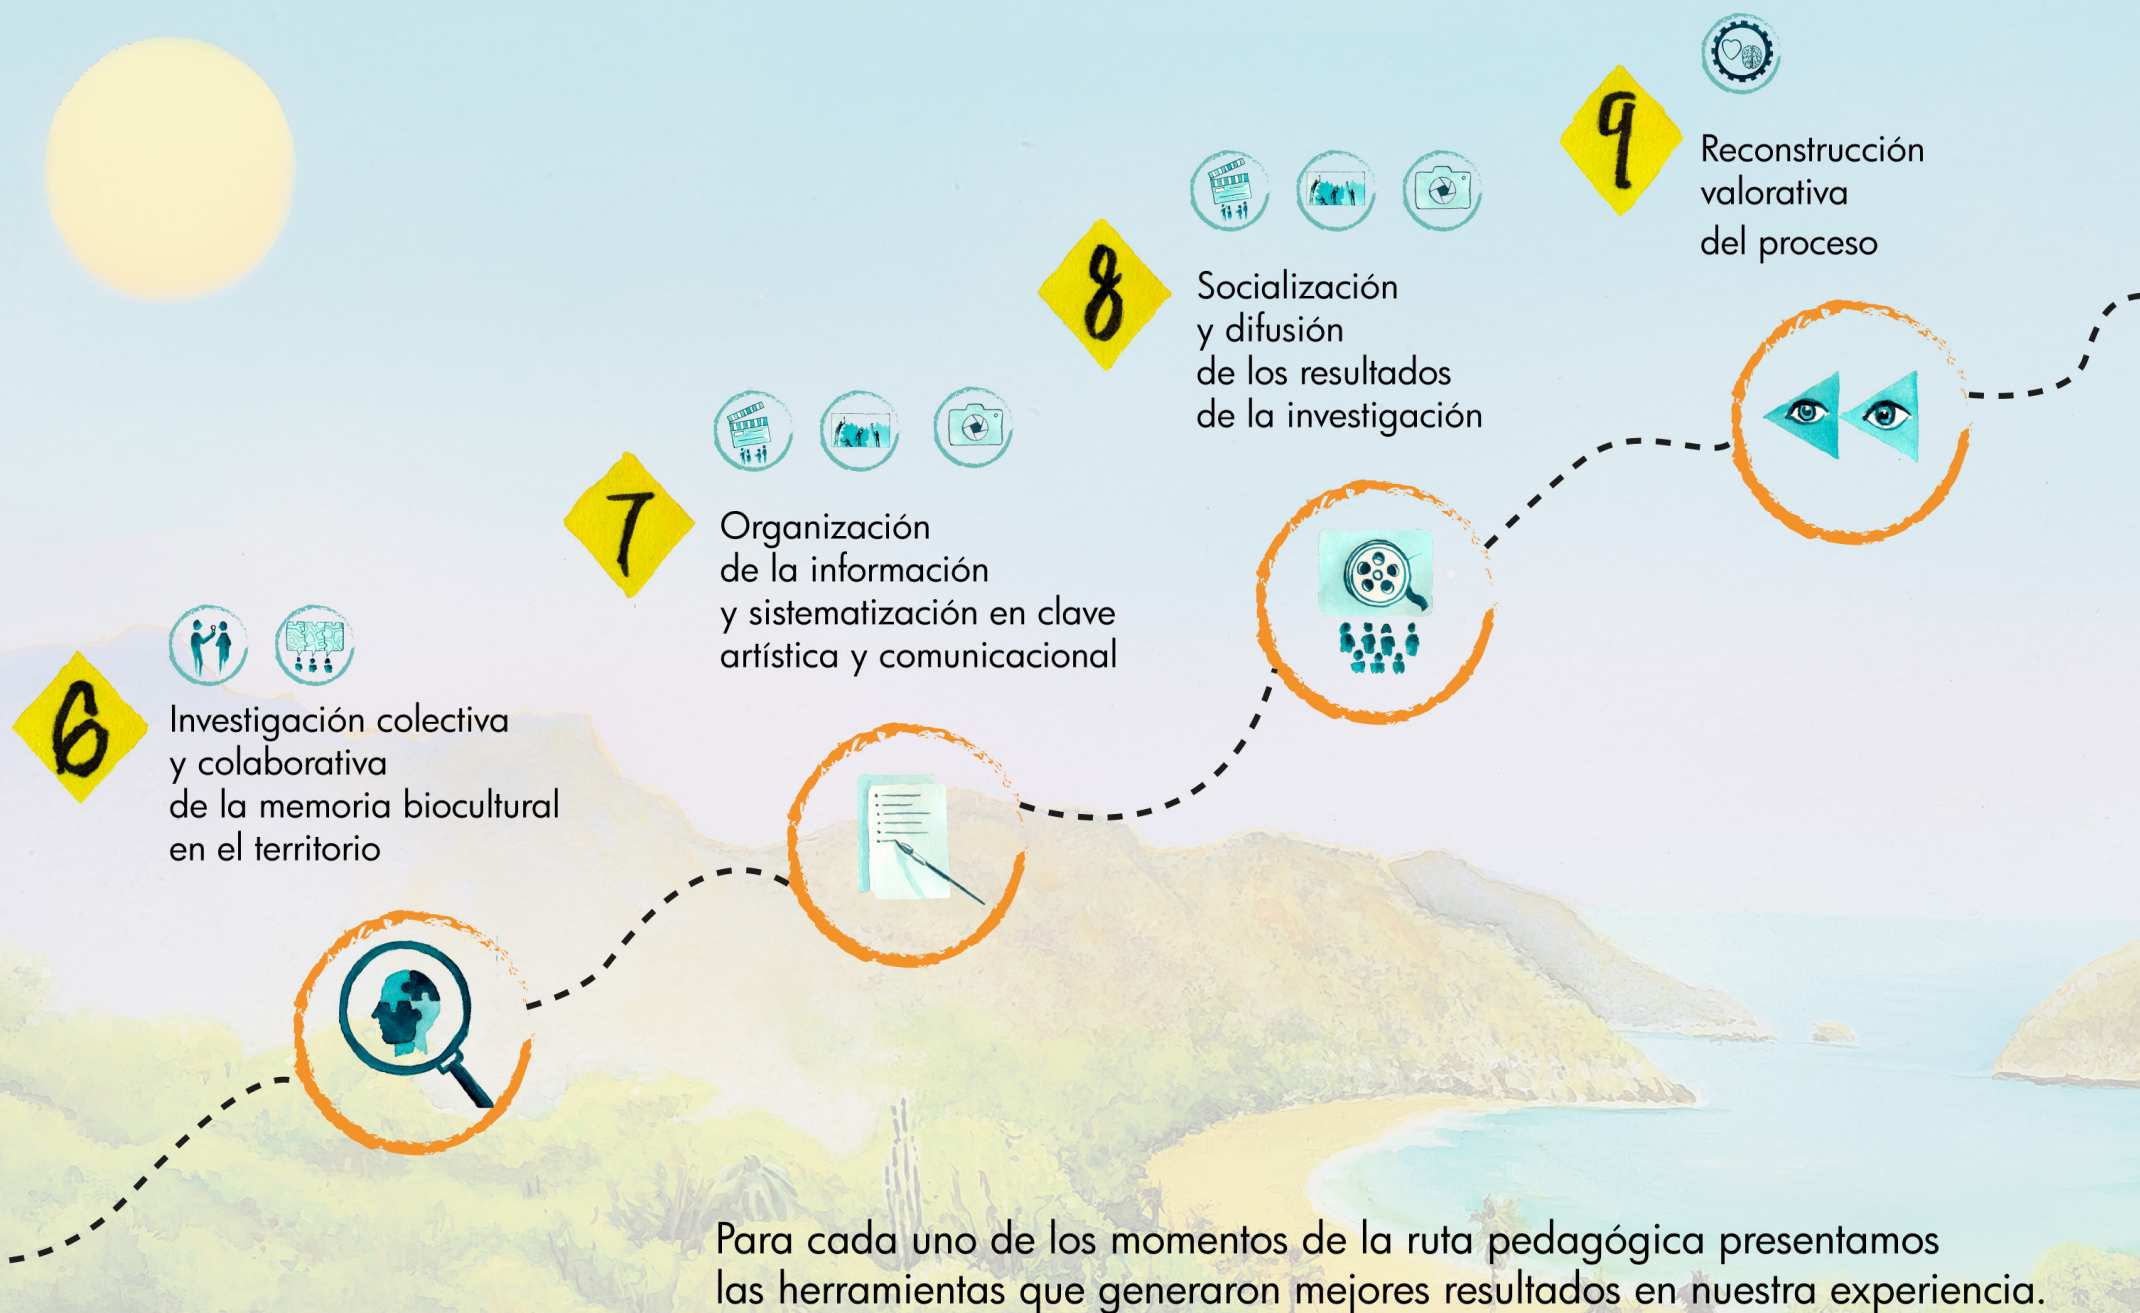 6
Investigación colectiva
y colaborativa
de la memoria biocultural
en el territorio
7
Organización
de la información
y sistematización en clave
artística y comunicacional
8
Socialización
y difusión
de los resultados
de la investigación
9
Reconstrucción
valorativa
del proceso
Para cada uno de los momentos de la ruta pedagógica presentamos
las herramientas que generaron mejores resultados en nuestra experiencia.